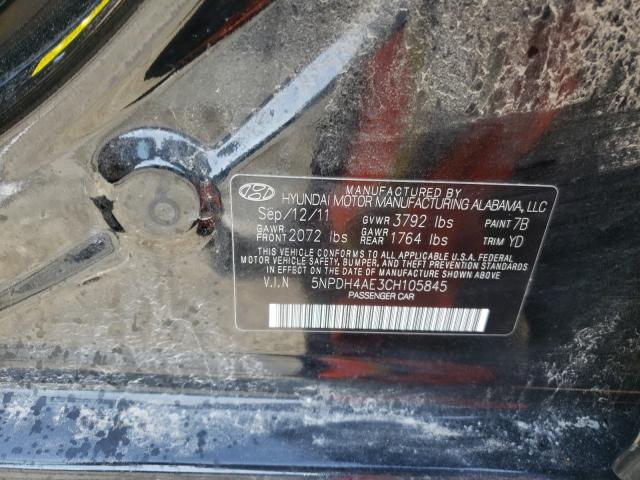 MANUFACTURED BY
HYUNDAI MOTOR MANUFACTURING ALABAMA, LLC
Sep/12/11 GVWR 3792 lbs PAINT 7B
GAWR FRONT 2072 lbs GAWR REAR 1764 lbs TRIM YD
THIS VEHICLE CONFORMS TO ALL APPLICABLE U.S.A. FEDERAL
MOTOR VEHICLE SAFETY, BUMPER, AND THEFT PREVENTION STANDARDS
IN EFFECT ON THE DATE OF MANUFACTURE SHOWN ABOVE.
V.I.N 5NPDH4AE3CH105845
PASSENGER CAR